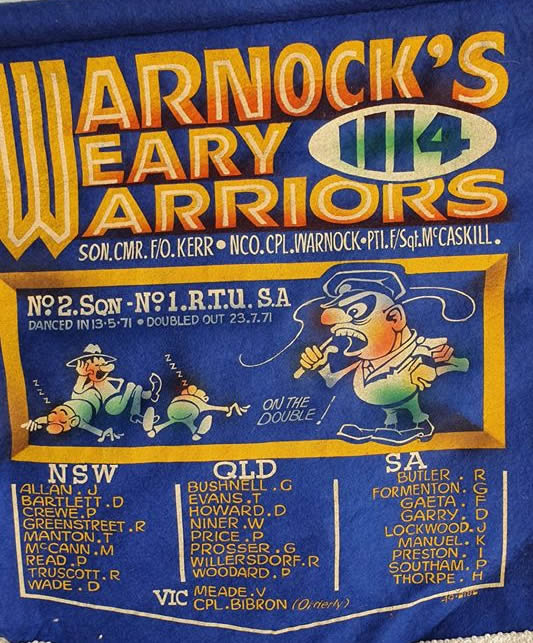 WARNOCK'S
WEARY 1114
WARRIORS
SQN.CMR. F/O.KERR • NCO.CPL.WARNOCK • PTI.F/Sgt.McCASKILL.
No 2.SQN - No 1.R.T.U. S.A
DANCED IN 13·5·71 • DOUBLED OUT 23.7.71
zzz
zzz
ON THE
DOUBLE!
NSW
ALLAN . J
BARTLETT . D
CREWE. P
GREENSTREET . R
MANTON. T
McCANN . M
READ . P
TRUSCOTT. R
WADE . D
QLD
BUSHNELL . G
EVANS . T
HOWARD . D
NINER . W
PRICE . P
PROSSER . G
WILLERSDORF. R
WOODARD . P
SA
BUTLER . R
FORMENTON. G
GAETA . F
GARRY . D
LOCKWOOD. J
MANUEL . K
PRESTON . I
SOUTHAM . P
THORPE . H
VIC MEADE . V
CPL. BIBRON (Orderly)